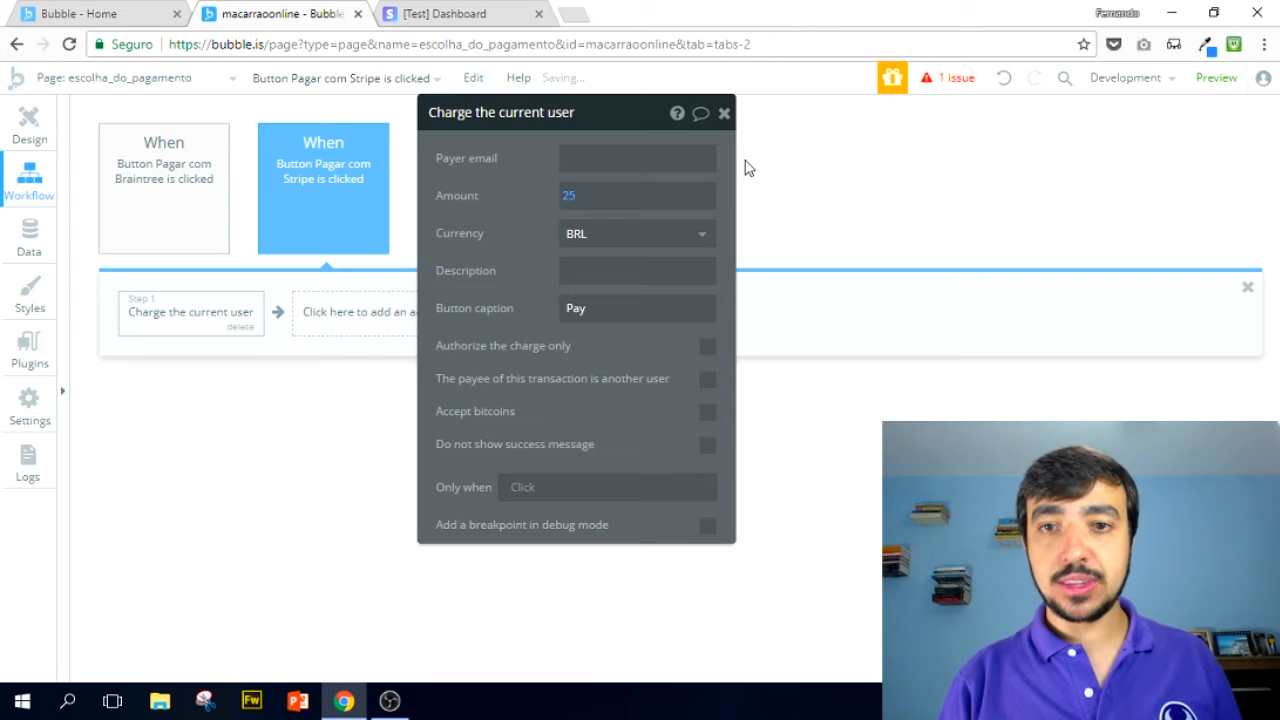 Bubble - Home
macarraoonline - Bubble
[Test] Dashboard
Fernando
Seguro
https://bubble.is/page?type=page&name=escolha_do_pagamento&id=macarraoonline&tab=tabs-2
Page: escolha_do_pagamento
Button Pagar com Stripe is clicked
Edit
Help
Saving...
1 issue
Development
Preview
Design
Workflow
Data
Styles
Plugins
Settings
Logs
When
Button Pagar com
Braintree is clicked
When
Button Pagar com
Stripe is clicked
Step 1
Charge the current user
delete
Click here to add an a
Charge the current user
Payer email
Amount
25
Currency
BRL
Description
Button caption
Pay
Authorize the charge only
The payee of this transaction is another user
Accept bitcoins
Do not show success message
Only when
Click
Add a breakpoint in debug mode
Fw